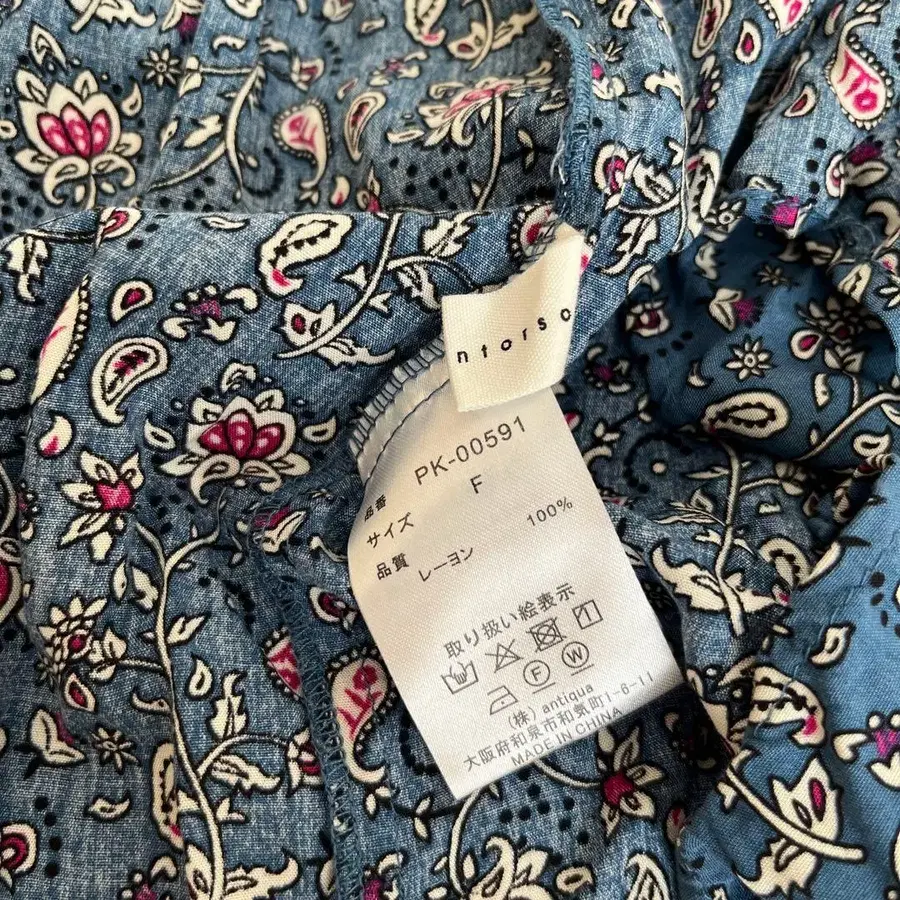 ntorso
品番 PK-00591
サイズ F
品質 レーヨン 100%
取り扱い絵表示
F W
(株) antiqua
大阪府和泉市和気町1-6-11
MADE IN CHINA